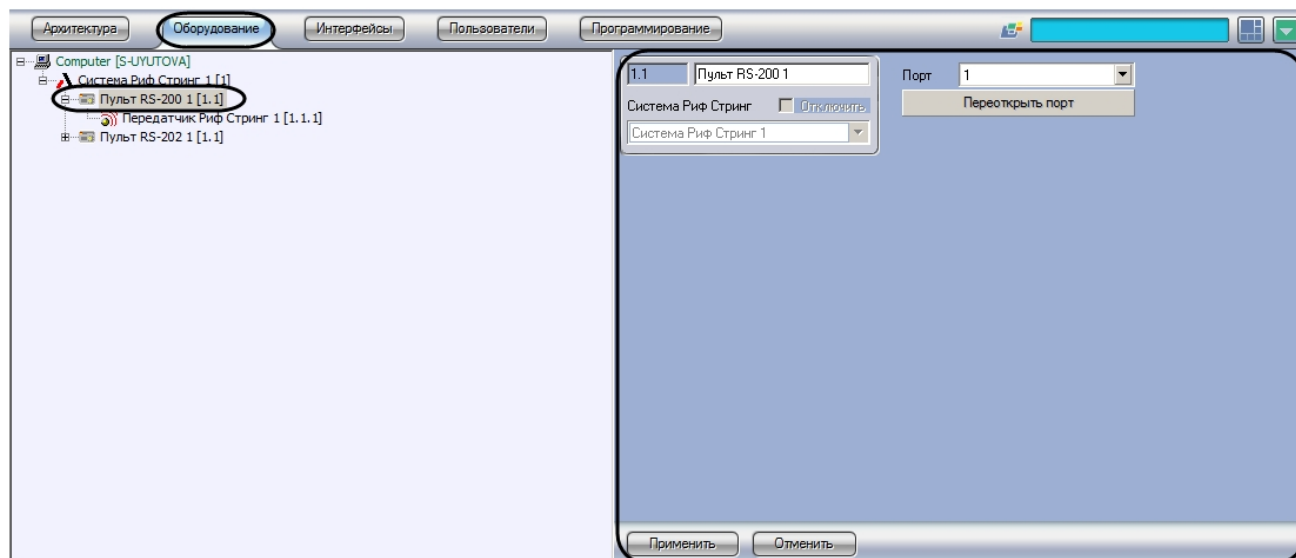 Архитектура Оборудование Интерфейсы Пользователи Программирование
Computer [S-UYUTOVA]
Система Риф Стринг 1 [1]
Пульт RS-200 1 [1.1]
Передатчик Риф Стринг 1 [1.1.1]
Пульт RS-202 1 [1.1]
1.1 Пульт RS-200 1
Система Риф Стринг Отключить
Система Риф Стринг 1
Порт 1
Переоткрыть порт
Применить Отменить